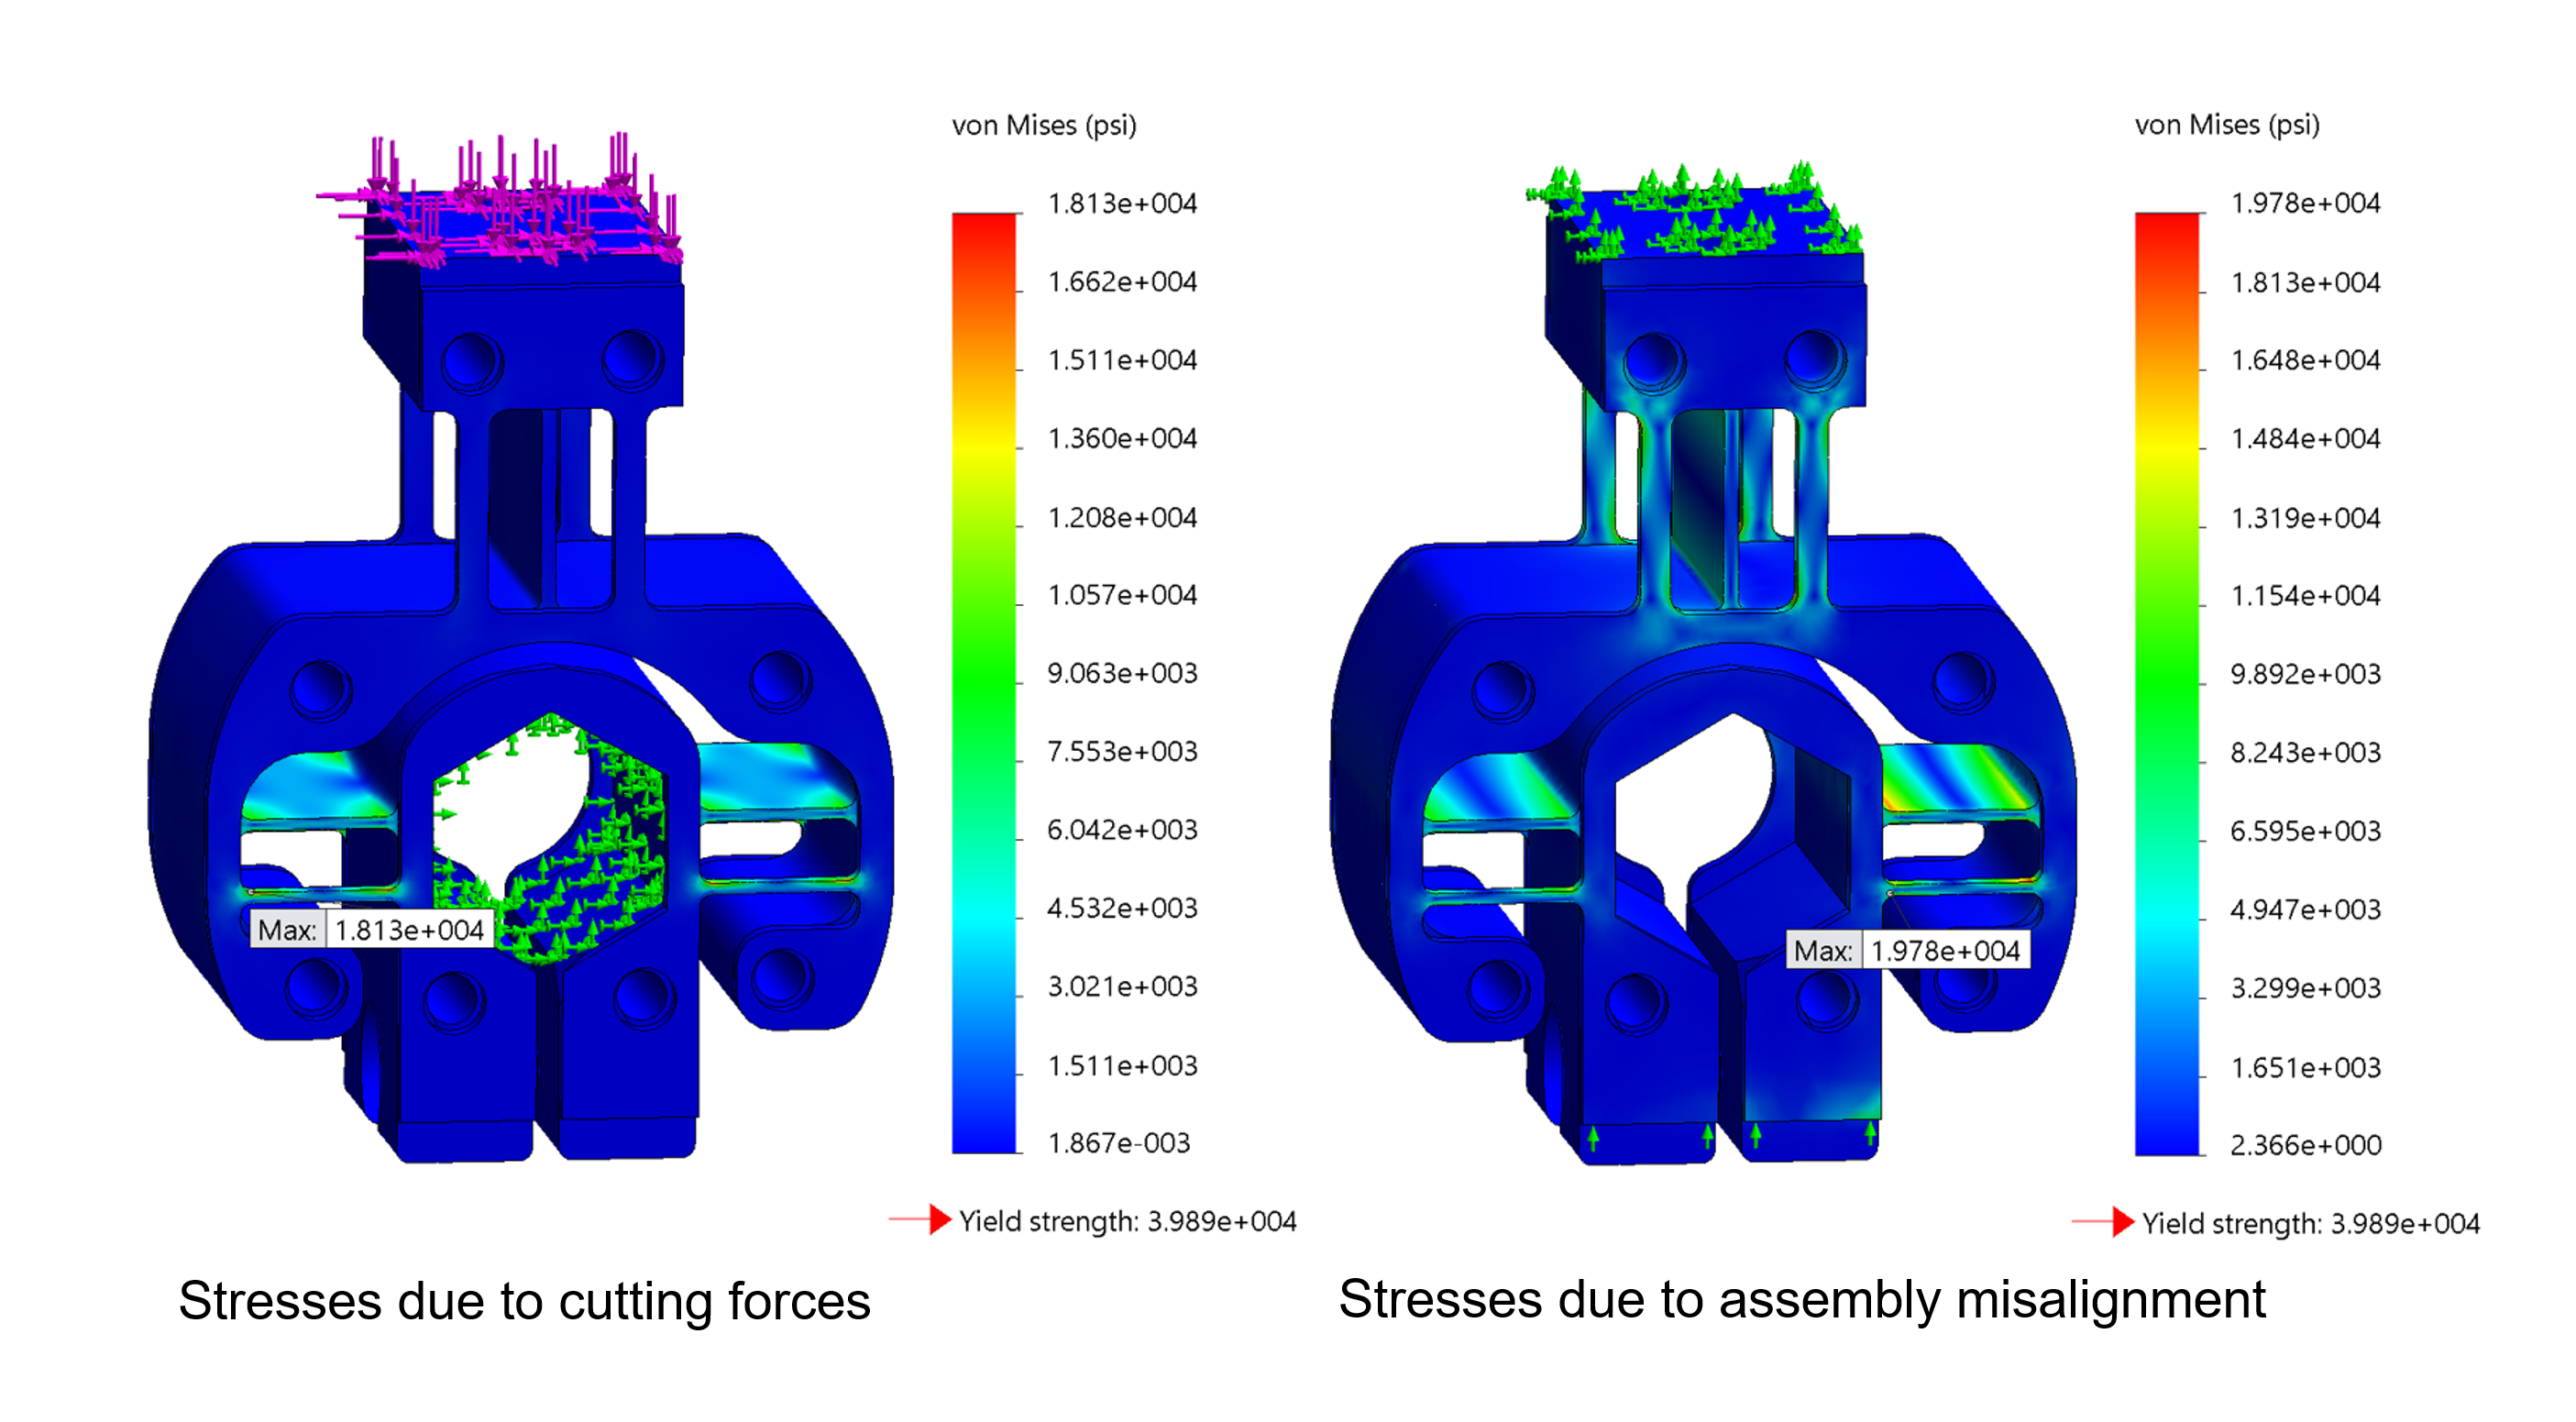 von Mises (psi)
1.813e+004
1.662e+004
1.511e+004
1.360e+004
1.208e+004
1.057e+004
9.063e+003
7.553e+003
6.042e+003
4.532e+003
3.021e+003
1.511e+003
1.867e-003
Max: 1.813e+004
Yield strength: 3.989e+004
Stresses due to cutting forces
von Mises (psi)
1.978e+004
1.813e+004
1.648e+004
1.484e+004
1.319e+004
1.154e+004
9.892e+003
8.243e+003
6.595e+003
4.947e+003
3.299e+003
1.651e+003
2.366e+000
Max: 1.978e+004
Yield strength: 3.989e+004
Stresses due to assembly misalignment